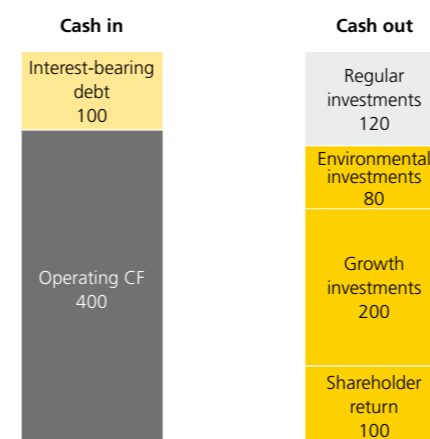 Cash in
Interest-bearing
debt
100
Operating CF
400
Cash out
Regular
investments
120
Environmental
investments
80
Growth
investments
200
Shareholder
return
100